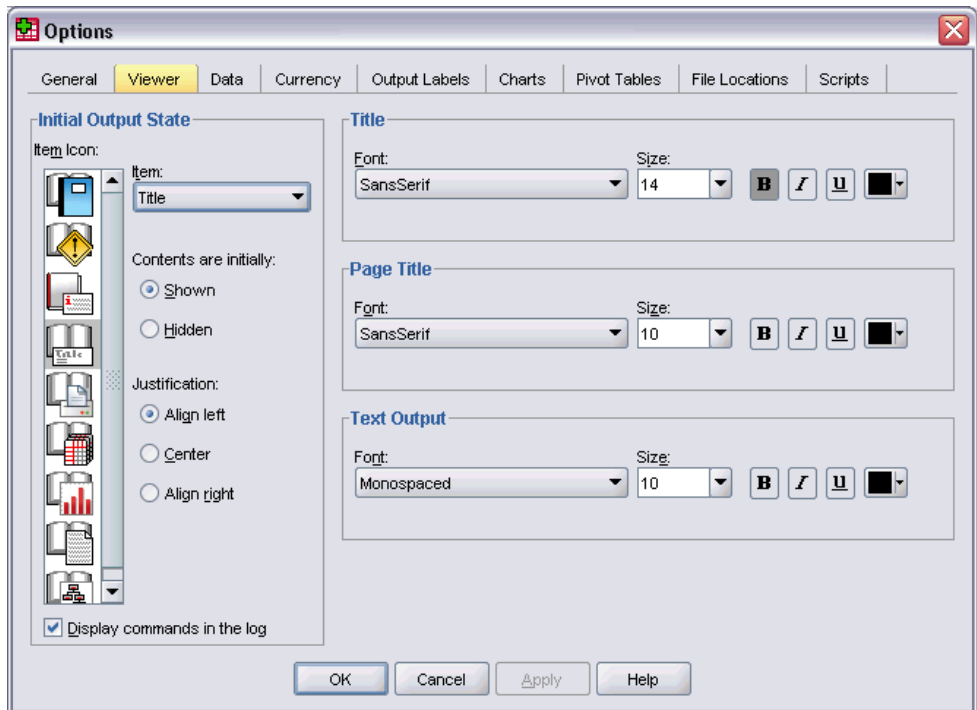 Options
General Viewer Data Currency Output Labels Charts Pivot Tables File Locations Scripts
Initial Output State
Item Icon:
Item:
Title
Contents are initially:
Shown
Hidden
Justification:
Align left
Center
Align right
Title
Display commands in the log
Title
Font:
Size:
SansSerif
14
B I U
Page Title
Font:
Size:
SansSerif
10
B I U
Text Output
Font:
Size:
Monospaced
10
B I U
OK Cancel Apply Help